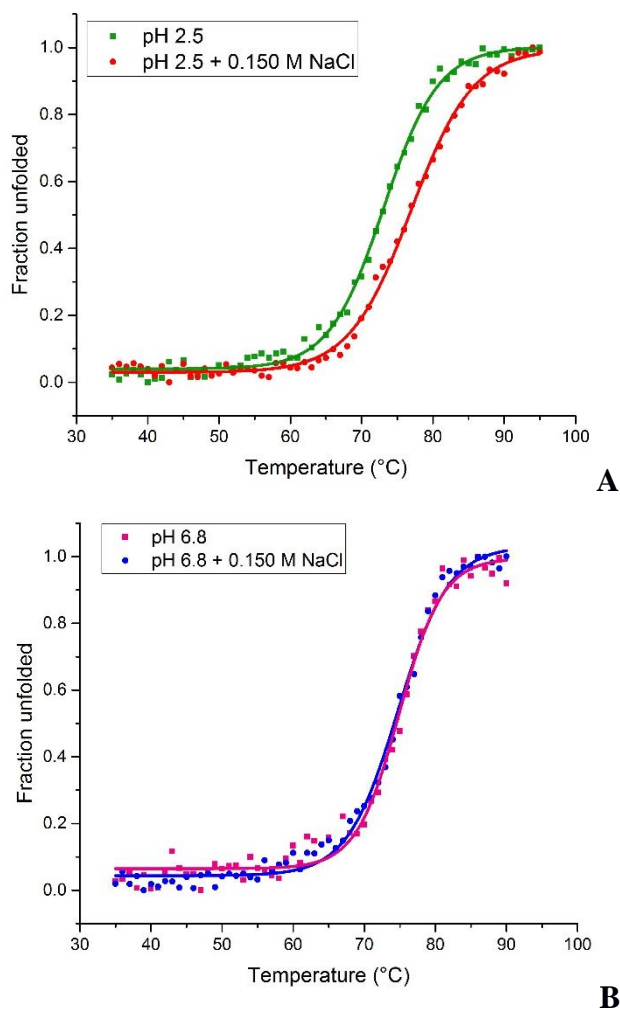 pH 2.5
pH 2.5 + 0.150 M NaCl
Fraction unfolded
1.0
0.8
0.6
0.4
0.2
0.0
30 40 50 60 70 80 90 100
Temperature (°C)
A
pH 6.8
pH 6.8 + 0.150 M NaCl
Fraction unfolded
1.0
0.8
0.6
0.4
0.2
0.0
30 40 50 60 70 80 90 100
Temperature (°C)
B